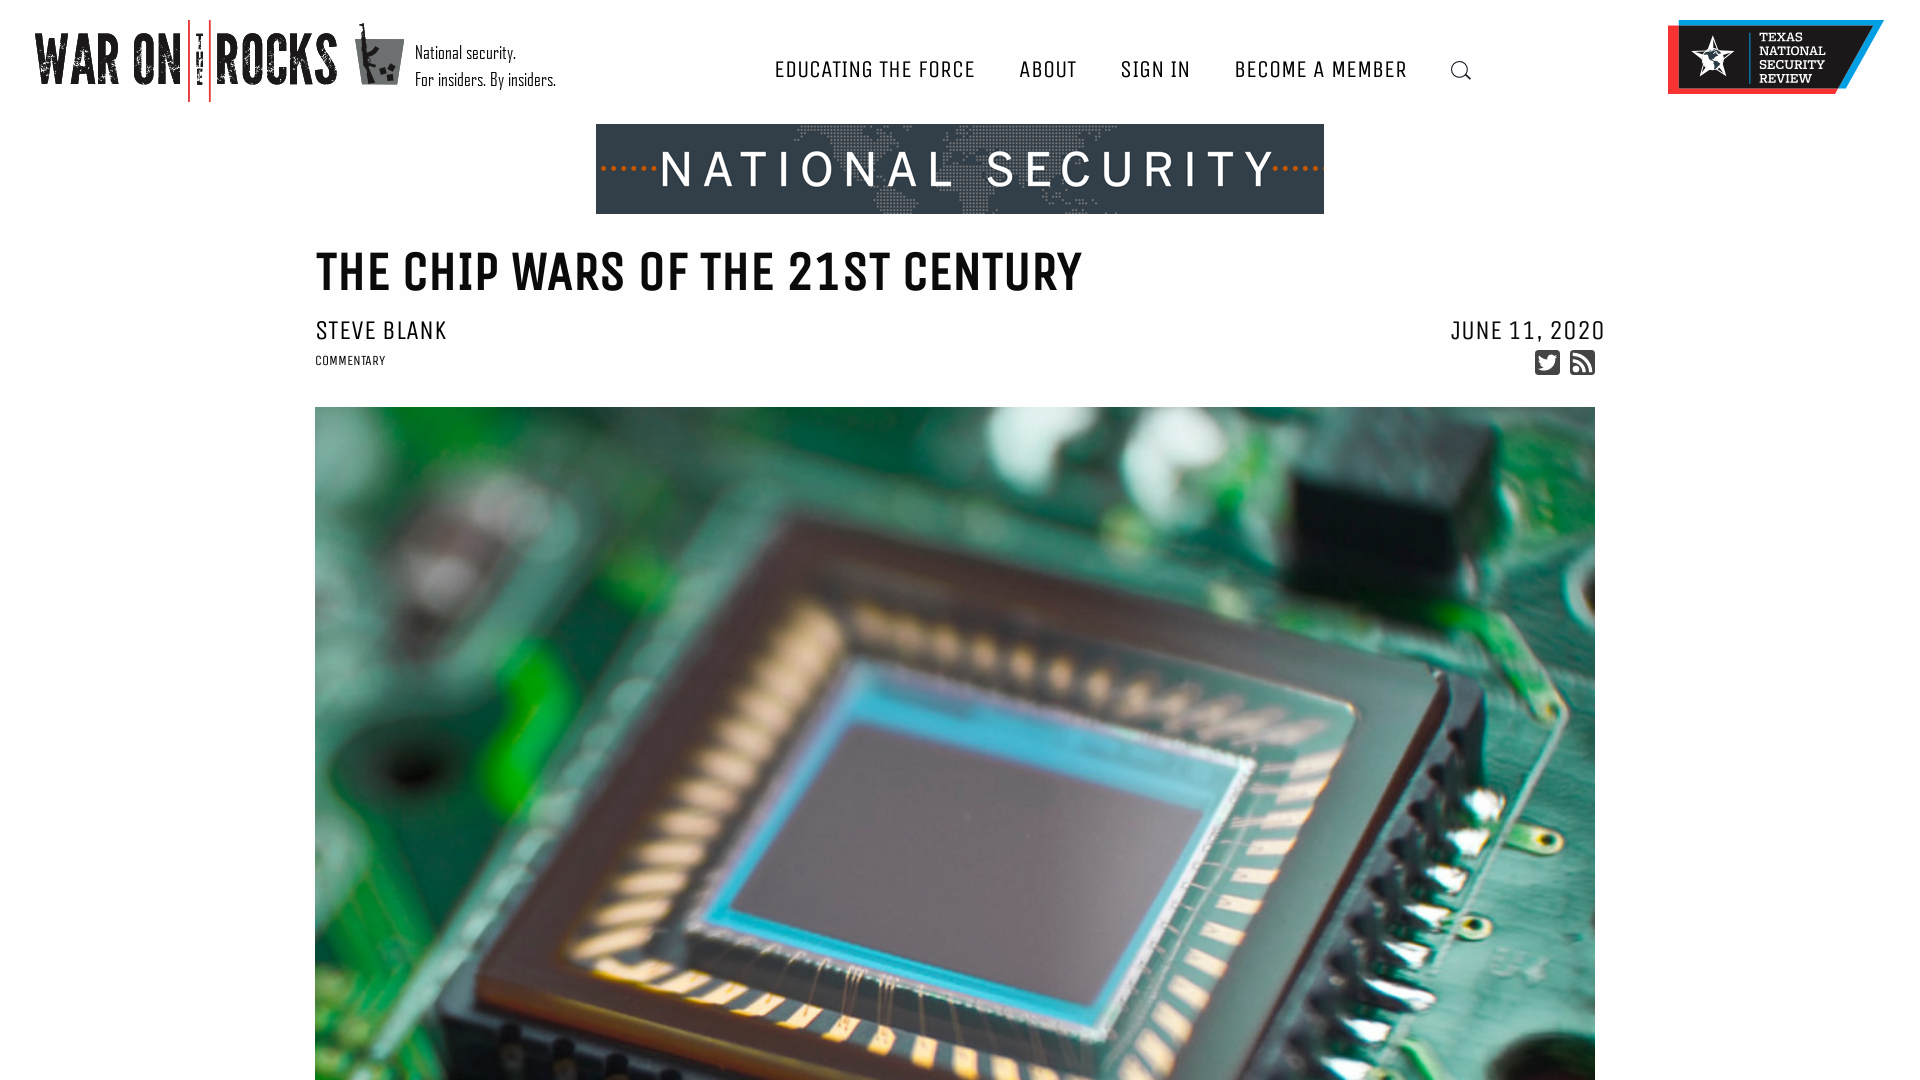 WAR ON THE ROCKS
National security.
For insiders. By insiders.
EDUCATING THE FORCE
ABOUT
SIGN IN
BECOME A MEMBER
TEXAS
NATIONAL
SECURITY
REVIEW
NATIONAL SECURITY
THE CHIP WARS OF THE 21ST CENTURY
STEVE BLANK
JUNE 11, 2020
COMMENTARY